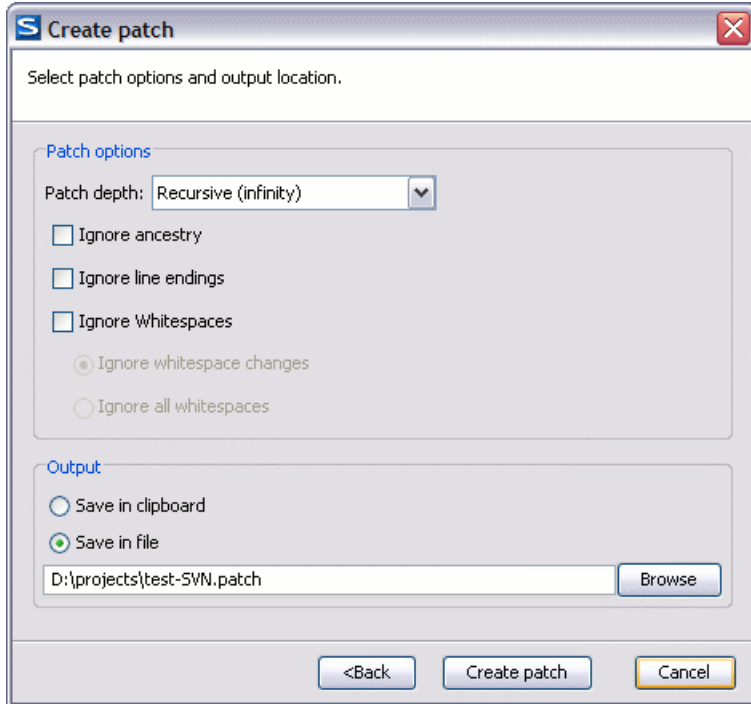 S Create patch
Select patch options and output location.
Patch options
Patch depth: Recursive (infinity)
Ignore ancestry
Ignore line endings
Ignore Whitespaces
Ignore whitespace changes
Ignore all whitespaces
Output
Save in clipboard
Save in file
D:\projects\test-SVN.patch Browse
<Back Create patch Cancel